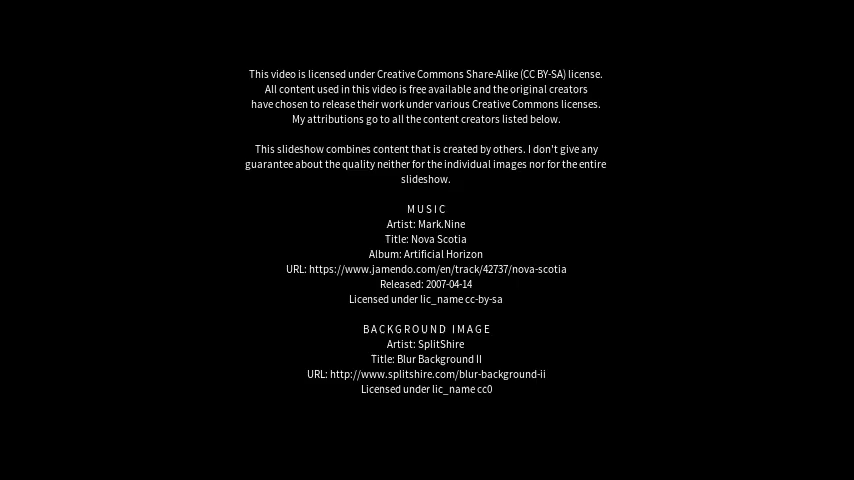 This video is licensed under Creative Commons Share-Alike (CC BY-SA) license.
All content used in this video is free available and the original creators
have chosen to release their work under various Creative Commons licenses.
My attributions go to all the content creators listed below.
This slideshow combines content that is created by others. I don't give any
guarantee about the quality neither for the individual images nor for the entire
slideshow.
MUSIC
Artist: Mark.Nine
Title: Nova Scotia
Album: Artificial Horizon
URL: https://www.jamendo.com/en/track/42737/nova-scotia
Released: 2007-04-14
Licensed under lic_name cc-by-sa
BACKGROUND IMAGE
Artist: SplitShire
Title: Blur Background II
URL: http://www.splitshire.com/blur-background-ii
Licensed under lic_name cc0